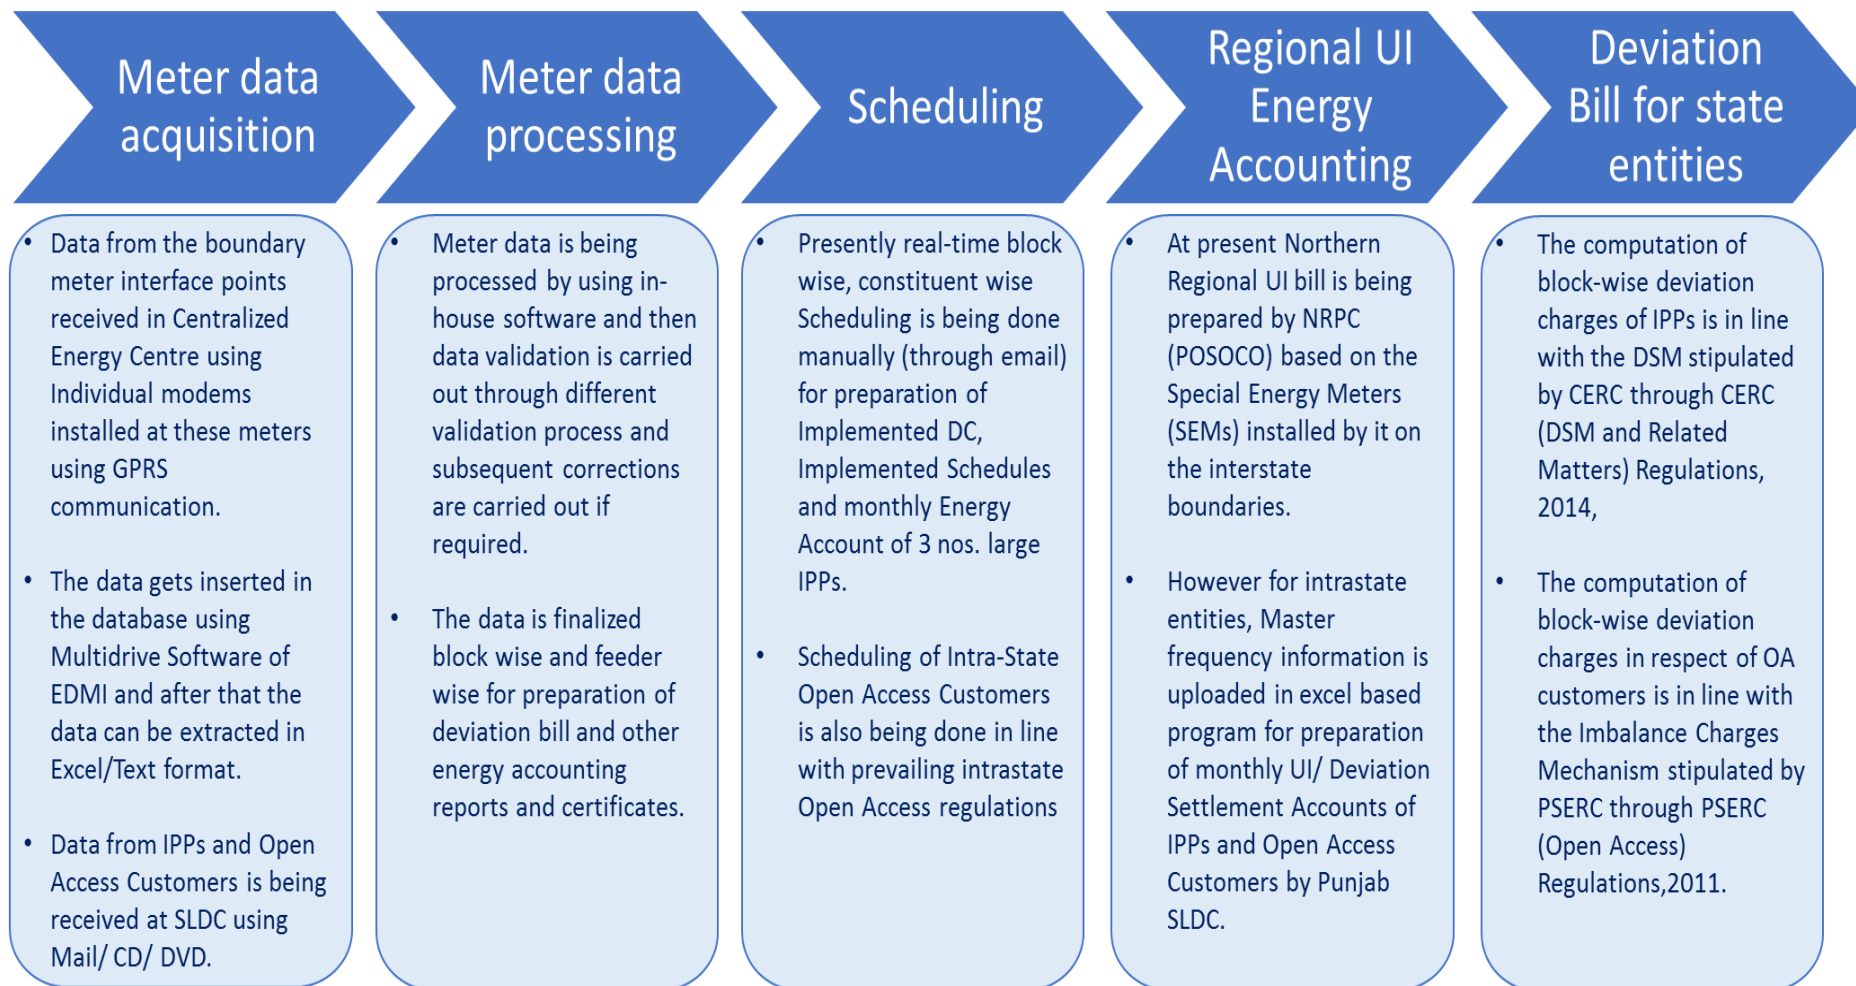 Meter data
acquisition
Meter data
processing
Scheduling
Regional UI
Energy
Accounting
Deviation
Bill for state
entities
• Data from the boundary
meter interface points
received in Centralized
Energy Centre using
Individual modems
installed at these meters
using GPRS
communication.
• The data gets inserted in
the database using
Multidrive Software of
EDMI and after that the
data can be extracted in
Excel/Text format.
• Data from IPPs and Open
Access Customers is being
received at SLDC using
Mail/ CD/ DVD.
• Meter data is being
processed by using in-
house software and then
data validation is carried
out through different
validation process and
subsequent corrections
are carried out if
required.
• The data is finalized
block wise and feeder
wise for preparation of
deviation bill and other
energy accounting
reports and certificates.
• Presently real-time block
wise, constituent wise
Scheduling is being done
manually (through email)
for preparation of
Implemented DC,
Implemented Schedules
and monthly Energy
Account of 3 nos. large
IPPs.
• Scheduling of Intra-State
Open Access Customers
is also being done in line
with prevailing intrastate
Open Access regulations
• At present Northern
Regional UI bill is being
prepared by NRPC
(POSOCO) based on the
Special Energy Meters
(SEMs) installed by it on
the interstate
boundaries.
• However for intrastate
entities, Master
frequency information is
uploaded in excel based
program for preparation
of monthly UI/ Deviation
Settlement Accounts of
IPPs and Open Access
Customers by Punjab
SLDC.
• The computation of
block-wise deviation
charges of IPPs is in line
with the DSM stipulated
by CERC through CERC
(DSM and Related
Matters) Regulations,
2014,
• The computation of
block-wise deviation
charges in respect of OA
customers is in line with
the Imbalance Charges
Mechanism stipulated by
PSERC through PSERC
(Open Access)
Regulations,2011.